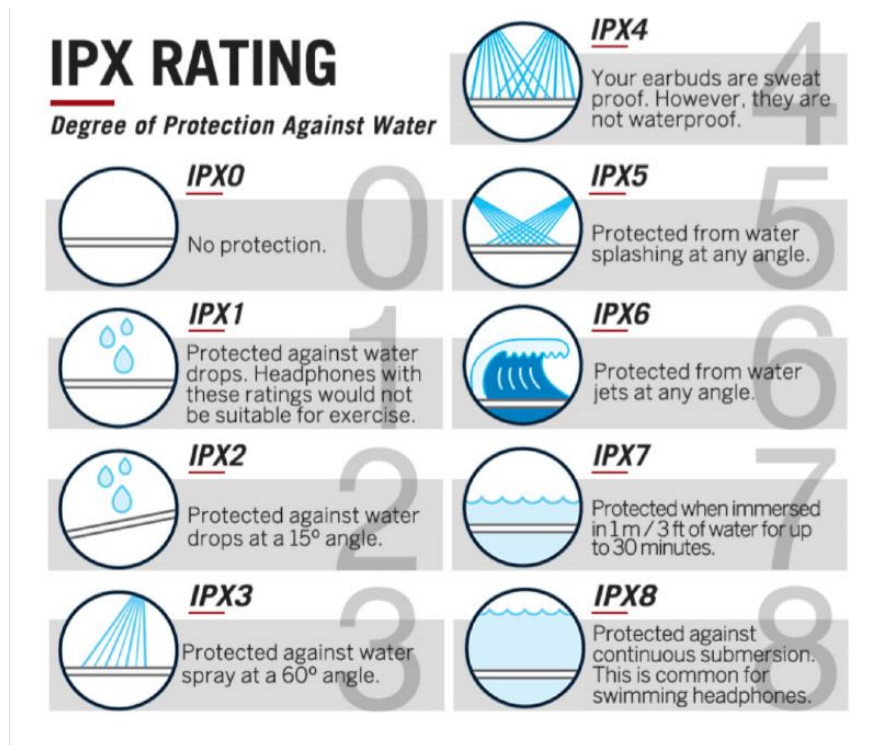 IPX RATING
Degree of Protection Against Water
IPX0
No protection.
0
IPX1
Protected against water
drops. Headphones with
these ratings would not
be suitable for exercise.
1
IPX2
Protected against water
drops at a 15º angle.
2
IPX3
Protected against water
spray at a 60º angle.
3
IPX4
Your earbuds are sweat
proof. However, they are
not waterproof.
4
IPX5
Protected from water
splashing at any angle.
5
IPX6
Protected from water
jets at any angle.
6
IPX7
Protected when immersed
in 1 m / 3 ft of water for up
to 30 minutes.
7
IPX8
Protected against
continuous submersion.
This is common for
swimming headphones.
8